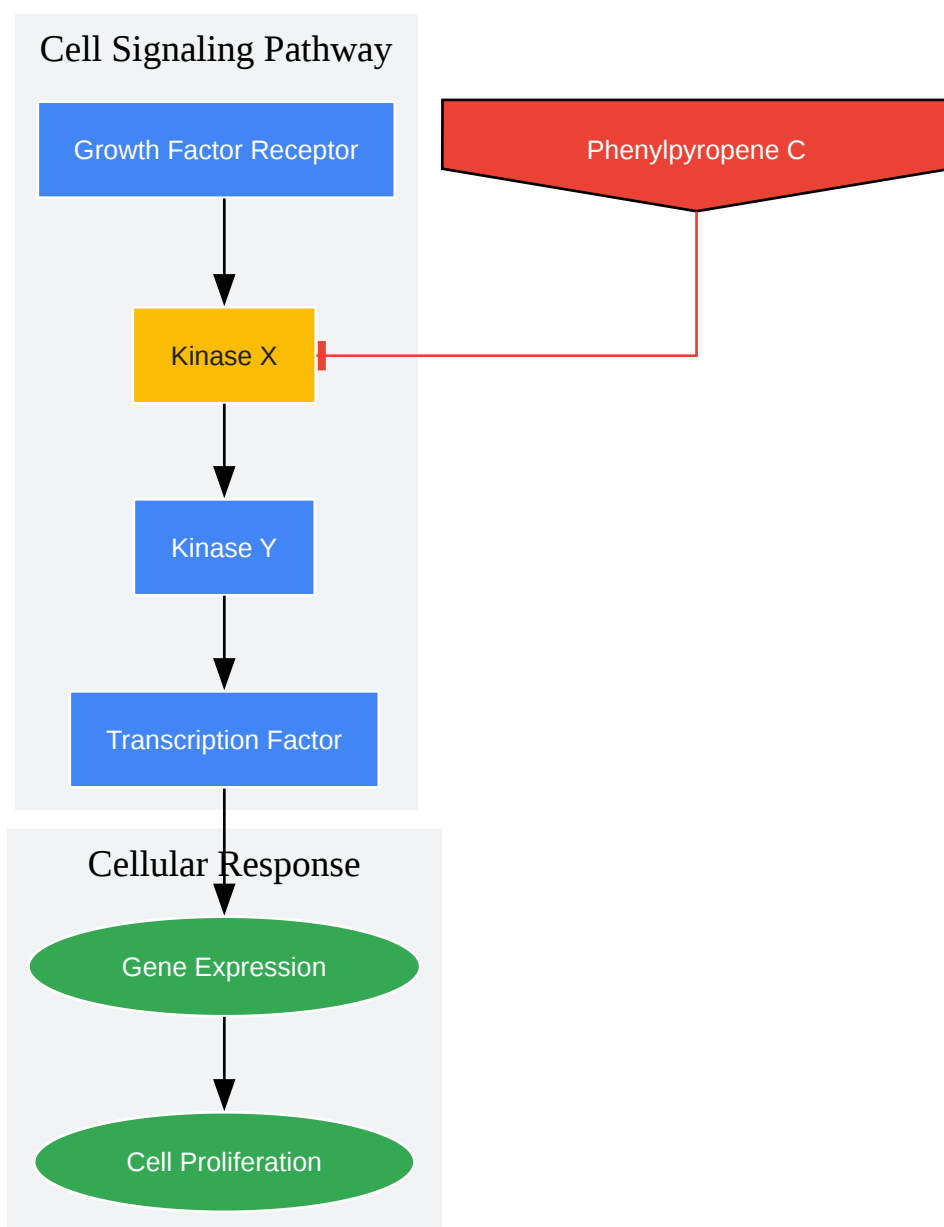 Cell Signaling Pathway
Growth Factor Receptor
Phenylpyropene C
Kinase X
Kinase Y
Transcription Factor
Cellular Response
Gene Expression
Cell Proliferation